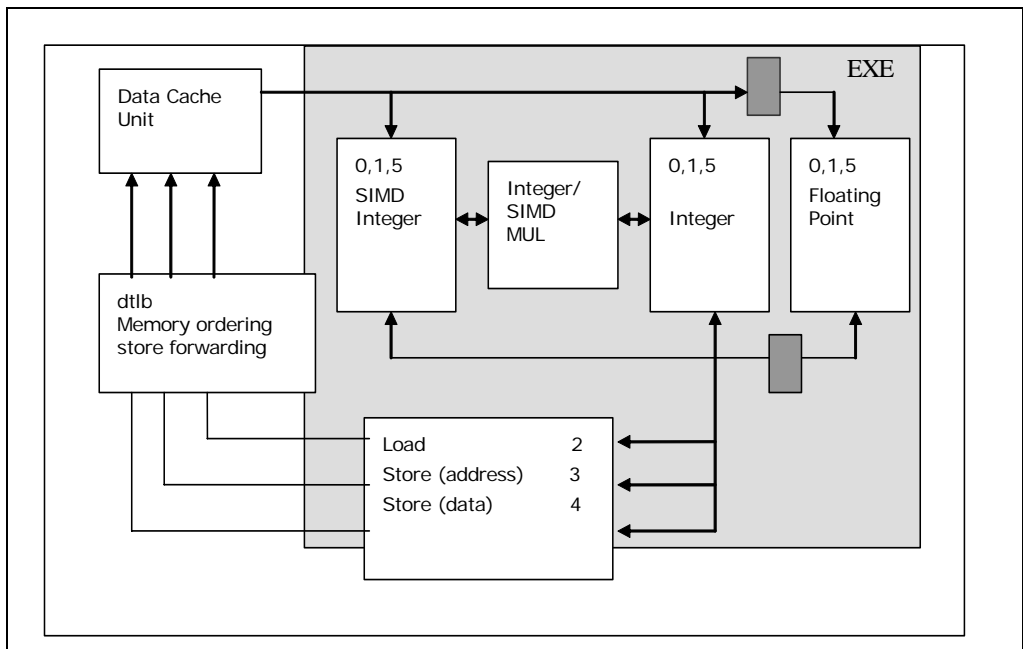 EXE
Data Cache
Unit
0,1,5
SIMD
Integer
Integer/
SIMD
MUL
0,1,5
Integer
0,1,5
Floating
Point
dtlb
Memory ordering
store forwarding
Load 2
Store (address) 3
Store (data) 4